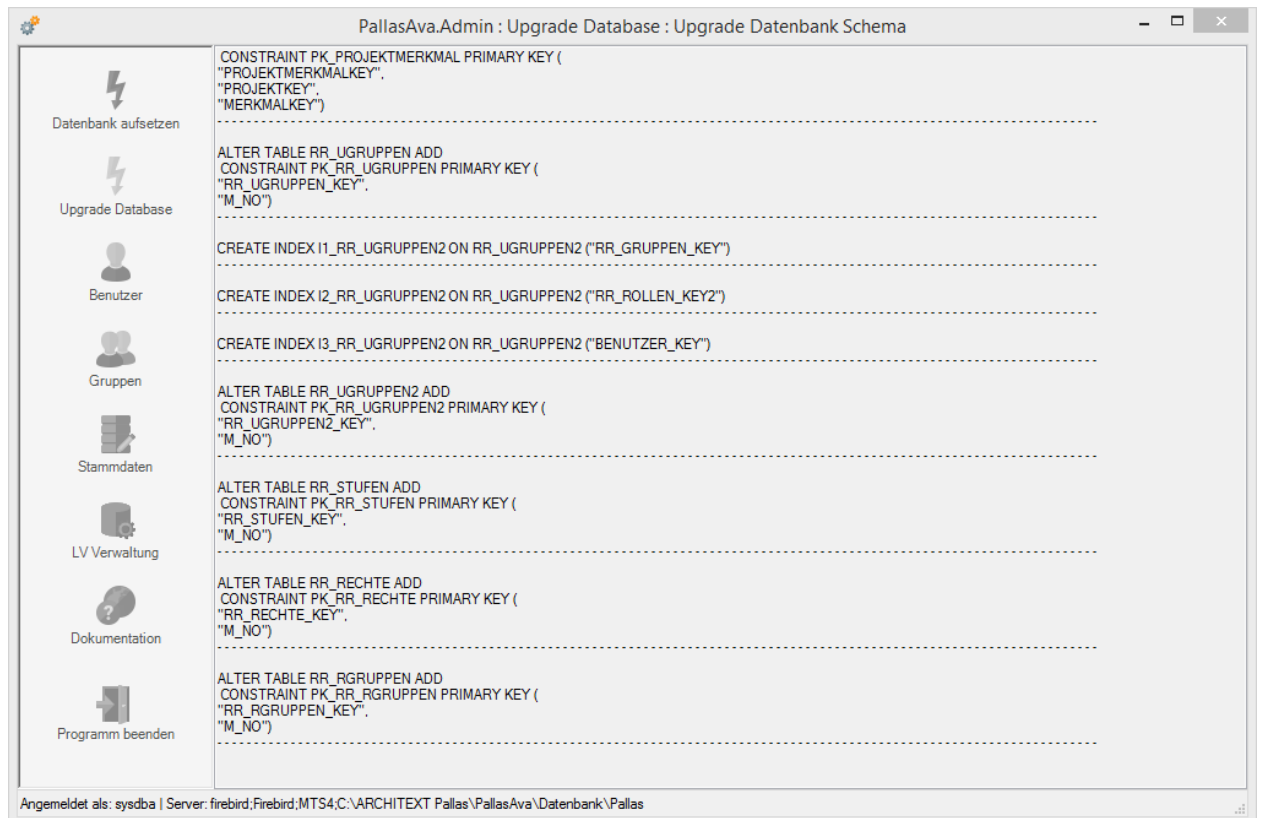 PallasAva.Admin : Upgrade Database : Upgrade Datenbank Schema
Datenbank aufsetzen
Upgrade Database
Benutzer
Gruppen
Stammdaten
LV Verwaltung
Dokumentation
Programm beenden
CONSTRAINT PK_PROJEKTMERKMAL PRIMARY KEY (
"PROJEKTMERKMALKEY",
"PROJEKTKEY",
"MERKMALKEY")
ALTER TABLE RR_UGRUPPEN ADD
CONSTRAINT PK_RR_UGRUPPEN PRIMARY KEY (
"RR_UGRUPPEN_KEY",
"M_NO")
CREATE INDEX I1_RR_UGRUPPEN2 ON RR_UGRUPPEN2 ("RR_GRUPPEN_KEY")
CREATE INDEX I2_RR_UGRUPPEN2 ON RR_UGRUPPEN2 ("RR_ROLLEN_KEY2")
CREATE INDEX I3_RR_UGRUPPEN2 ON RR_UGRUPPEN2 ("BENUTZER_KEY")
ALTER TABLE RR_UGRUPPEN2 ADD
CONSTRAINT PK_RR_UGRUPPEN2 PRIMARY KEY (
"RR_UGRUPPEN2_KEY",
"M_NO")
ALTER TABLE RR_STUFEN ADD
CONSTRAINT PK_RR_STUFEN PRIMARY KEY (
"RR_STUFEN_KEY",
"M_NO")
ALTER TABLE RR_RECHTE ADD
CONSTRAINT PK_RR_RECHTE PRIMARY KEY (
"RR_RECHTE_KEY",
"M_NO")
ALTER TABLE RR_RGRUPPEN ADD
CONSTRAINT PK_RR_RGRUPPEN PRIMARY KEY (
"RR_RGRUPPEN_KEY",
"M_NO")
Angemeldet als: sysdba | Server: firebird;Firebird;MTS4;C:\ARCHITEXT Pallas\PallasAva\Datenbank\Pallas